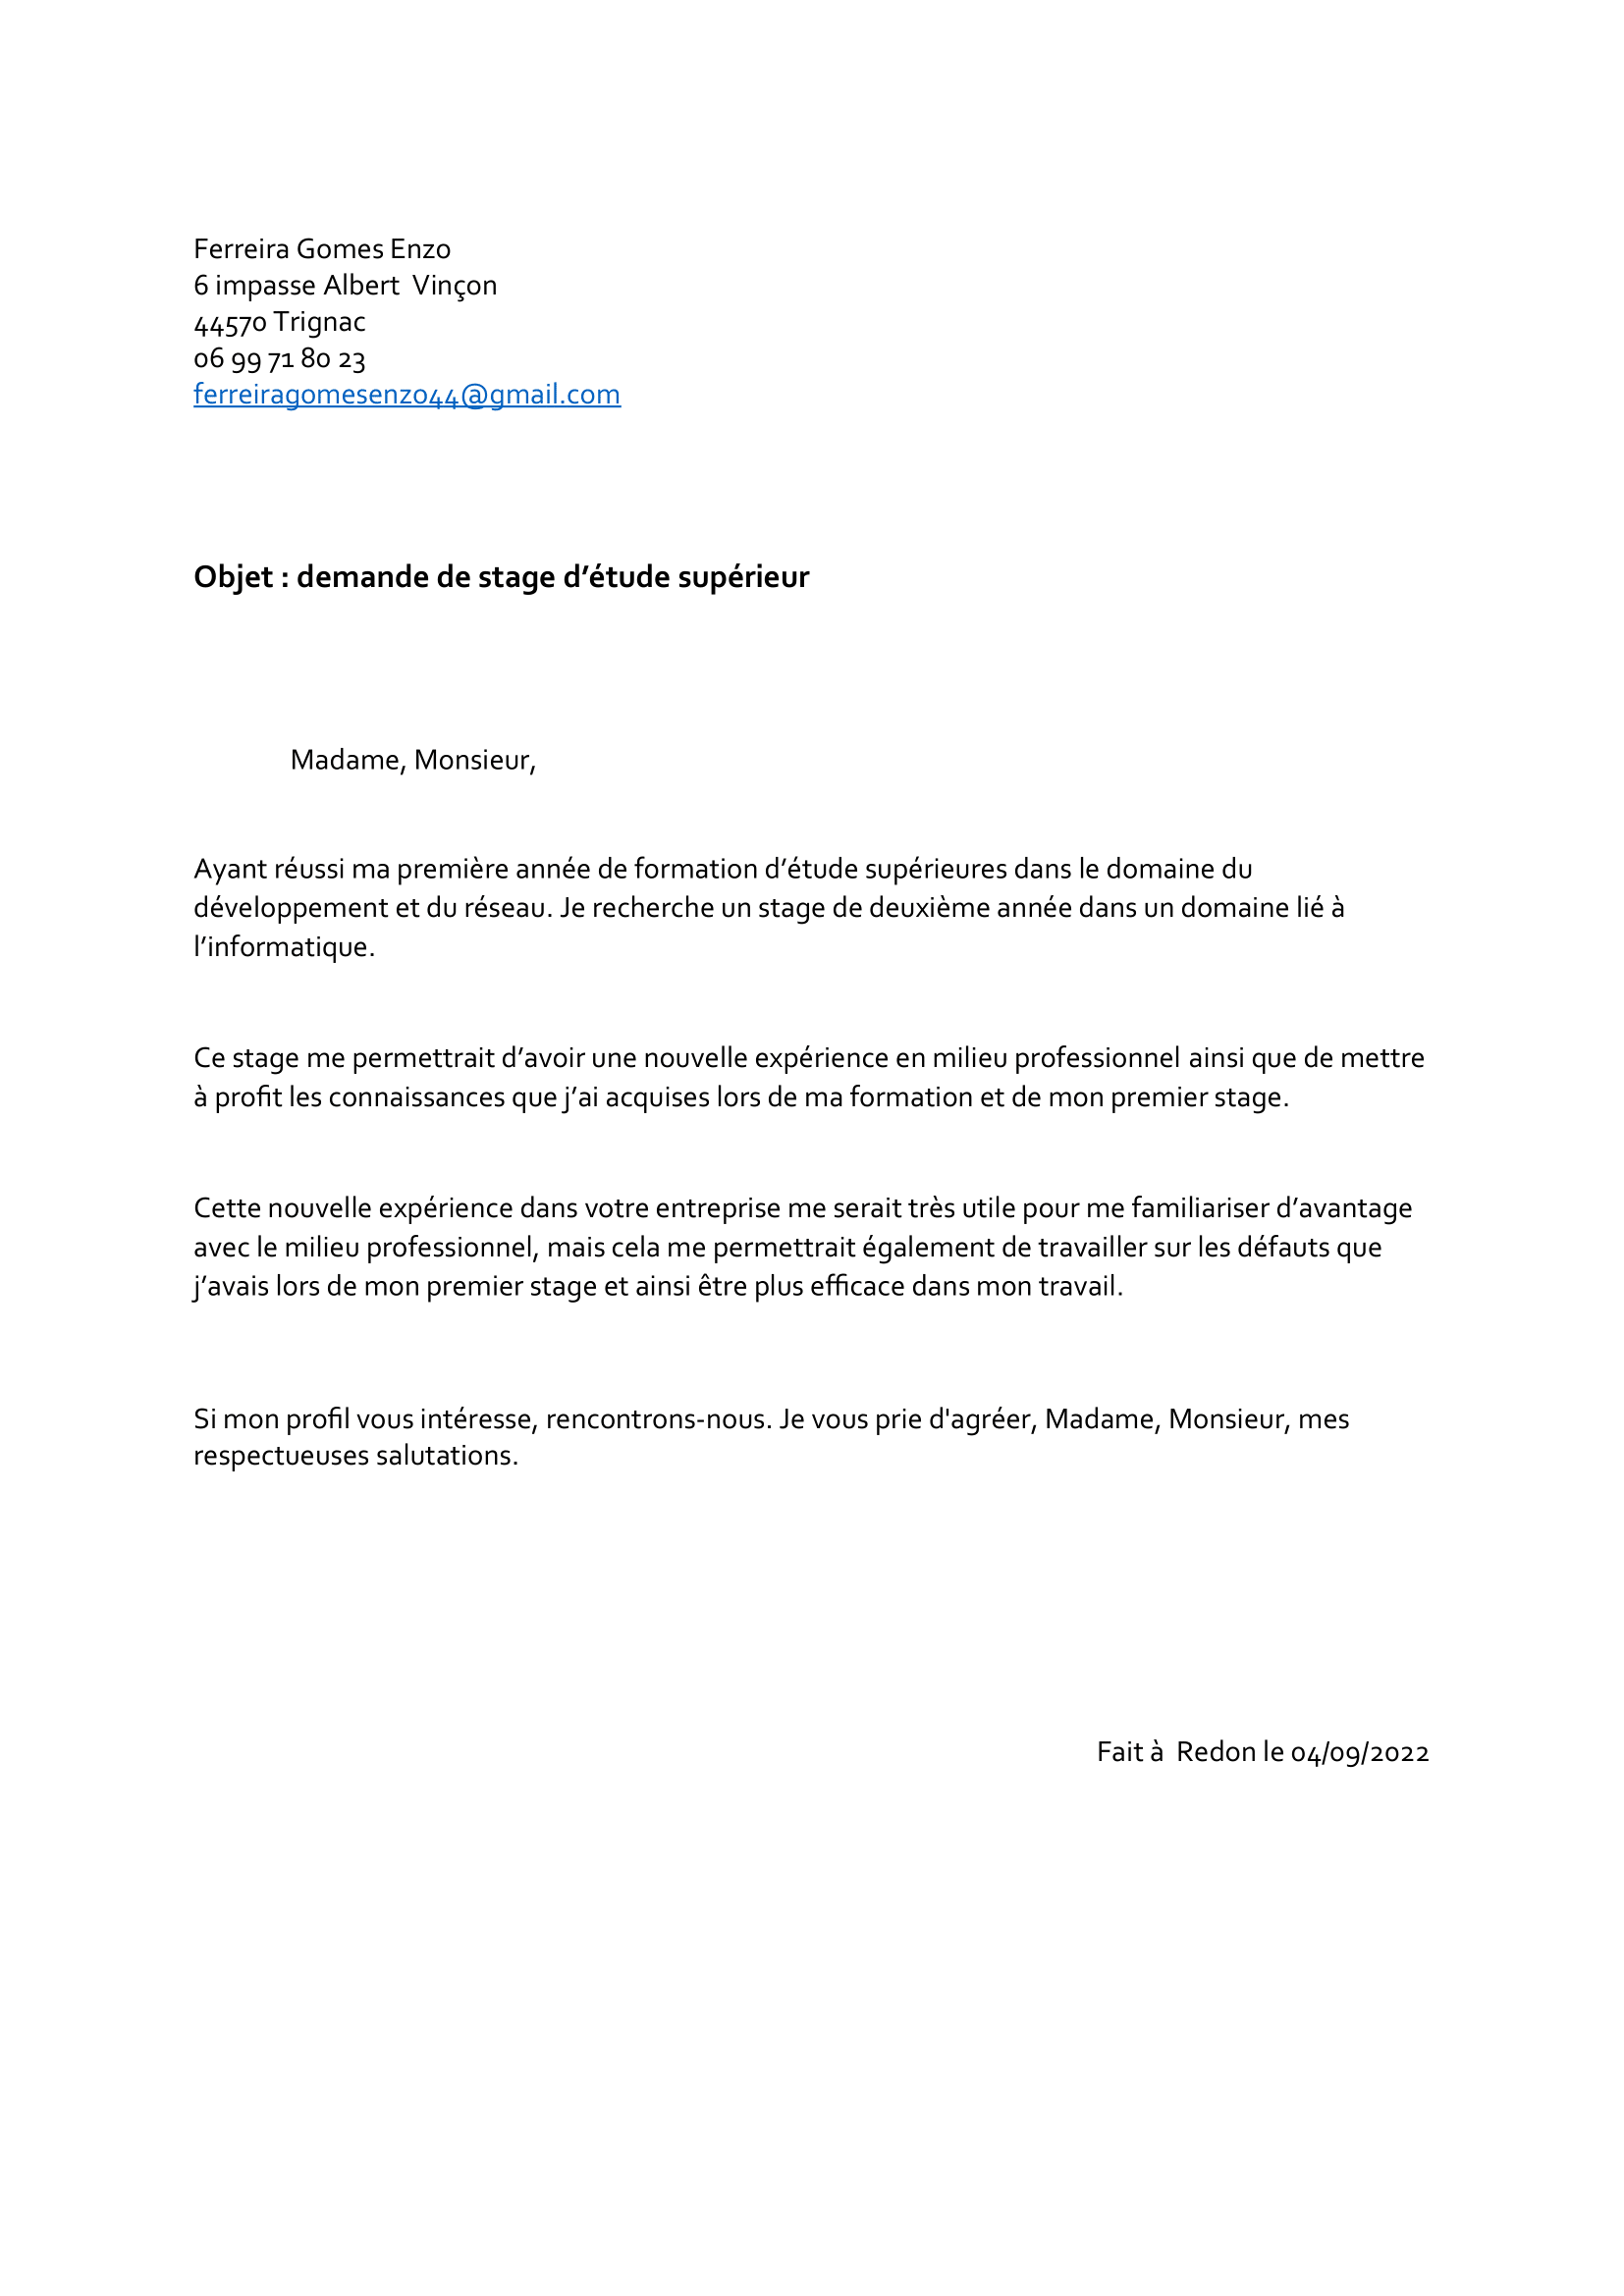 Ferreira Gomes Enzo
6 impasse Albert  Vinçon
44570 Trignac
06 99 71 80 23
ferreiragomesenzo44@gmail.com
Objet : demande de stage d’étude supérieur
Madame, Monsieur,
Ayant réussi ma première année de formation d’étude supérieures dans le domaine du
développement et du réseau. Je recherche un stage de deuxième année dans un domaine lié à
l’informatique.
Ce stage me permettrait d’avoir une nouvelle expérience en milieu professionnel ainsi que de mettre
à profit les connaissances que j’ai acquises lors de ma formation et de mon premier stage.
Cette nouvelle expérience dans votre entreprise me serait très utile pour me familiariser d’avantage
avec le milieu professionnel, mais cela me permettrait également de travailler sur les défauts que
j’avais lors de mon premier stage et ainsi être plus efficace dans mon travail.
Si mon profil vous intéresse, rencontrons-nous. Je vous prie d'agréer, Madame, Monsieur, mes
respectueuses salutations.
Fait à  Redon le 04/09/2022